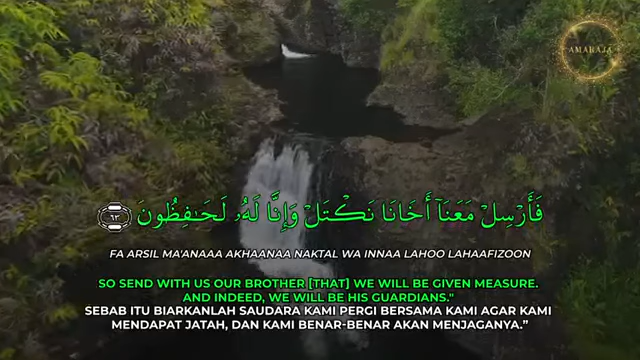 AMARAJA
فَأَرْسِلْ مَعَنَآ أَخَانَا نَكْتَلْ وَإِنَّا لَهُۥ لَحَـٰفِظُونَ ٦٣
FA ARSIL MA'ANAAA AKHAANAA NAKTAL WA INNAA LAHOO LAHAAFIZOON
SO SEND WITH US OUR BROTHER [THAT] WE WILL BE GIVEN MEASURE.
AND INDEED, WE WILL BE HIS GUARDIANS."
SEBAB ITU BIARKANLAH SAUDARA KAMI PERGI BERSAMA KAMI AGAR KAMI
MENDAPAT JATAH, DAN KAMI BENAR-BENAR AKAN MENJAGANYA.”